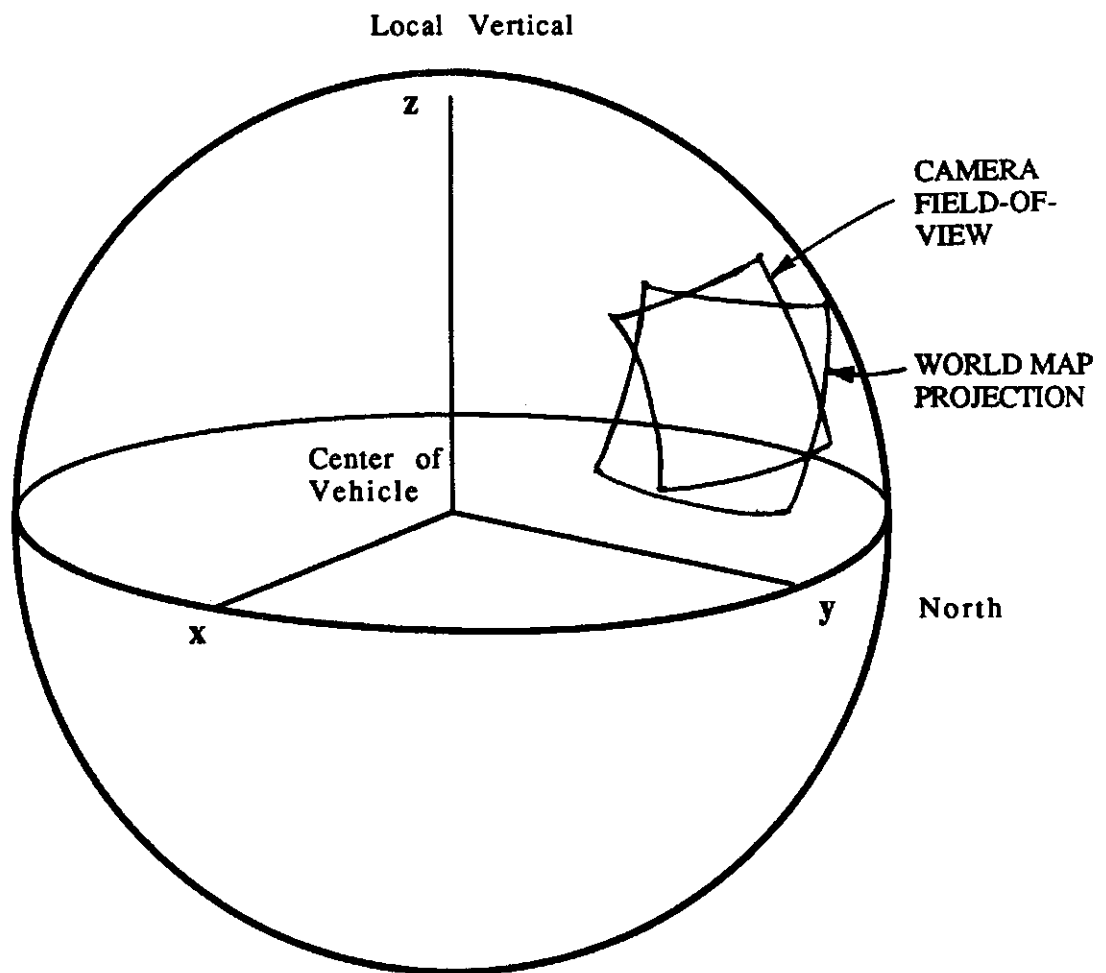 Local Vertical
z
CAMERA
FIELD-OF-
VIEW
WORLD MAP
PROJECTION
Center of
Vehicle
x
y
North